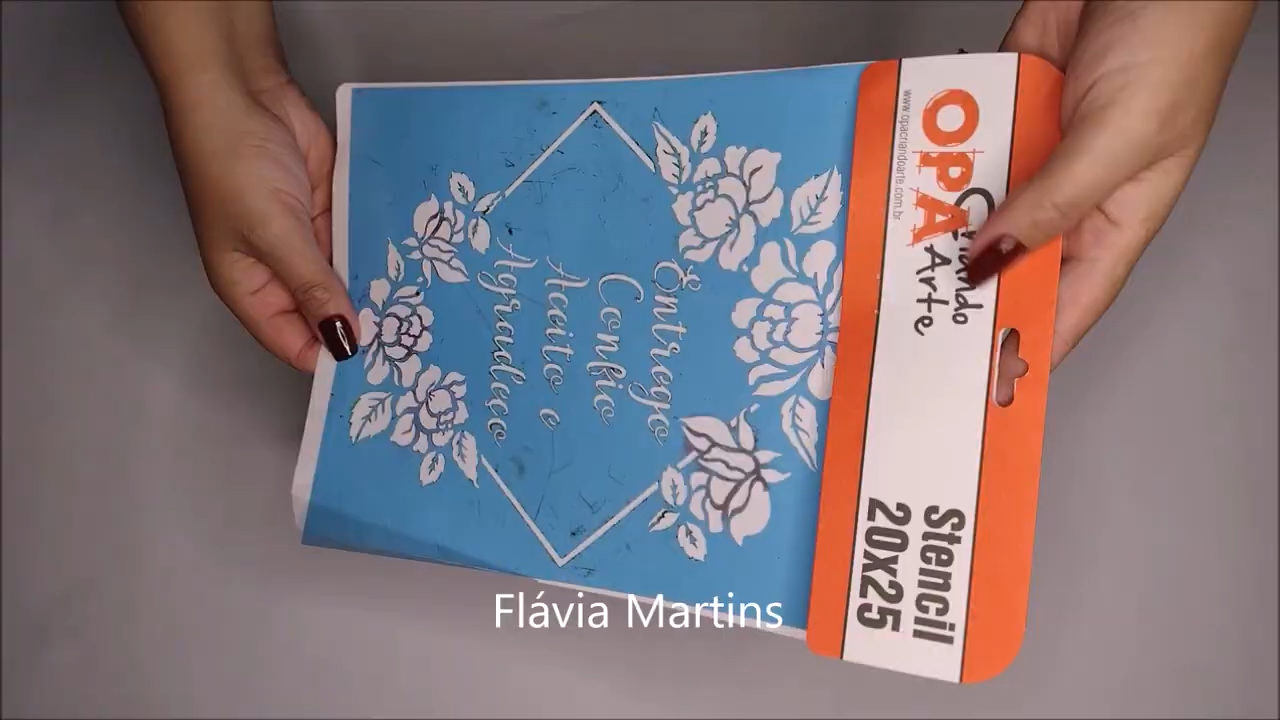 OPA
Criando
Arte
www.opacriandoarte.com.br
Stencil
20x25
Entrego
Confio
Aceito e
Agradeço
Flávia Martins